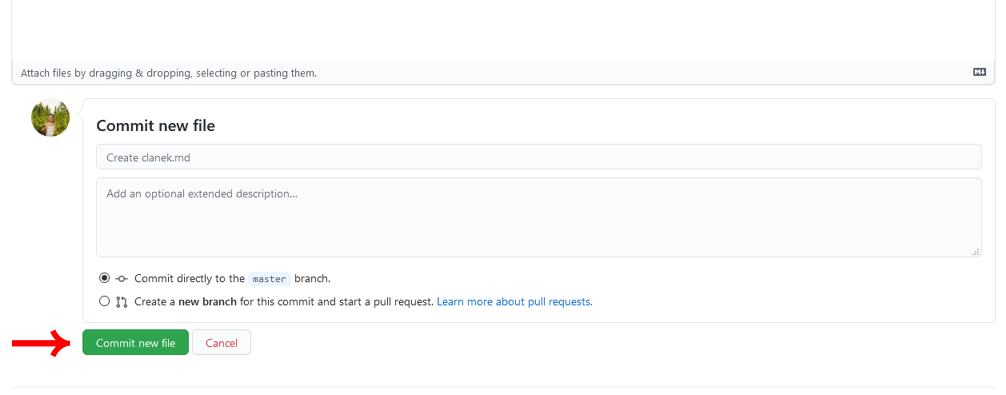 Attach files by dragging & dropping, selecting or pasting them.
M↓
Commit new file
Create clanek.md
Add an optional extended description...
Commit directly to the master branch.
Create a new branch for this commit and start a pull request. Learn more about pull requests.
Commit new file
Cancel